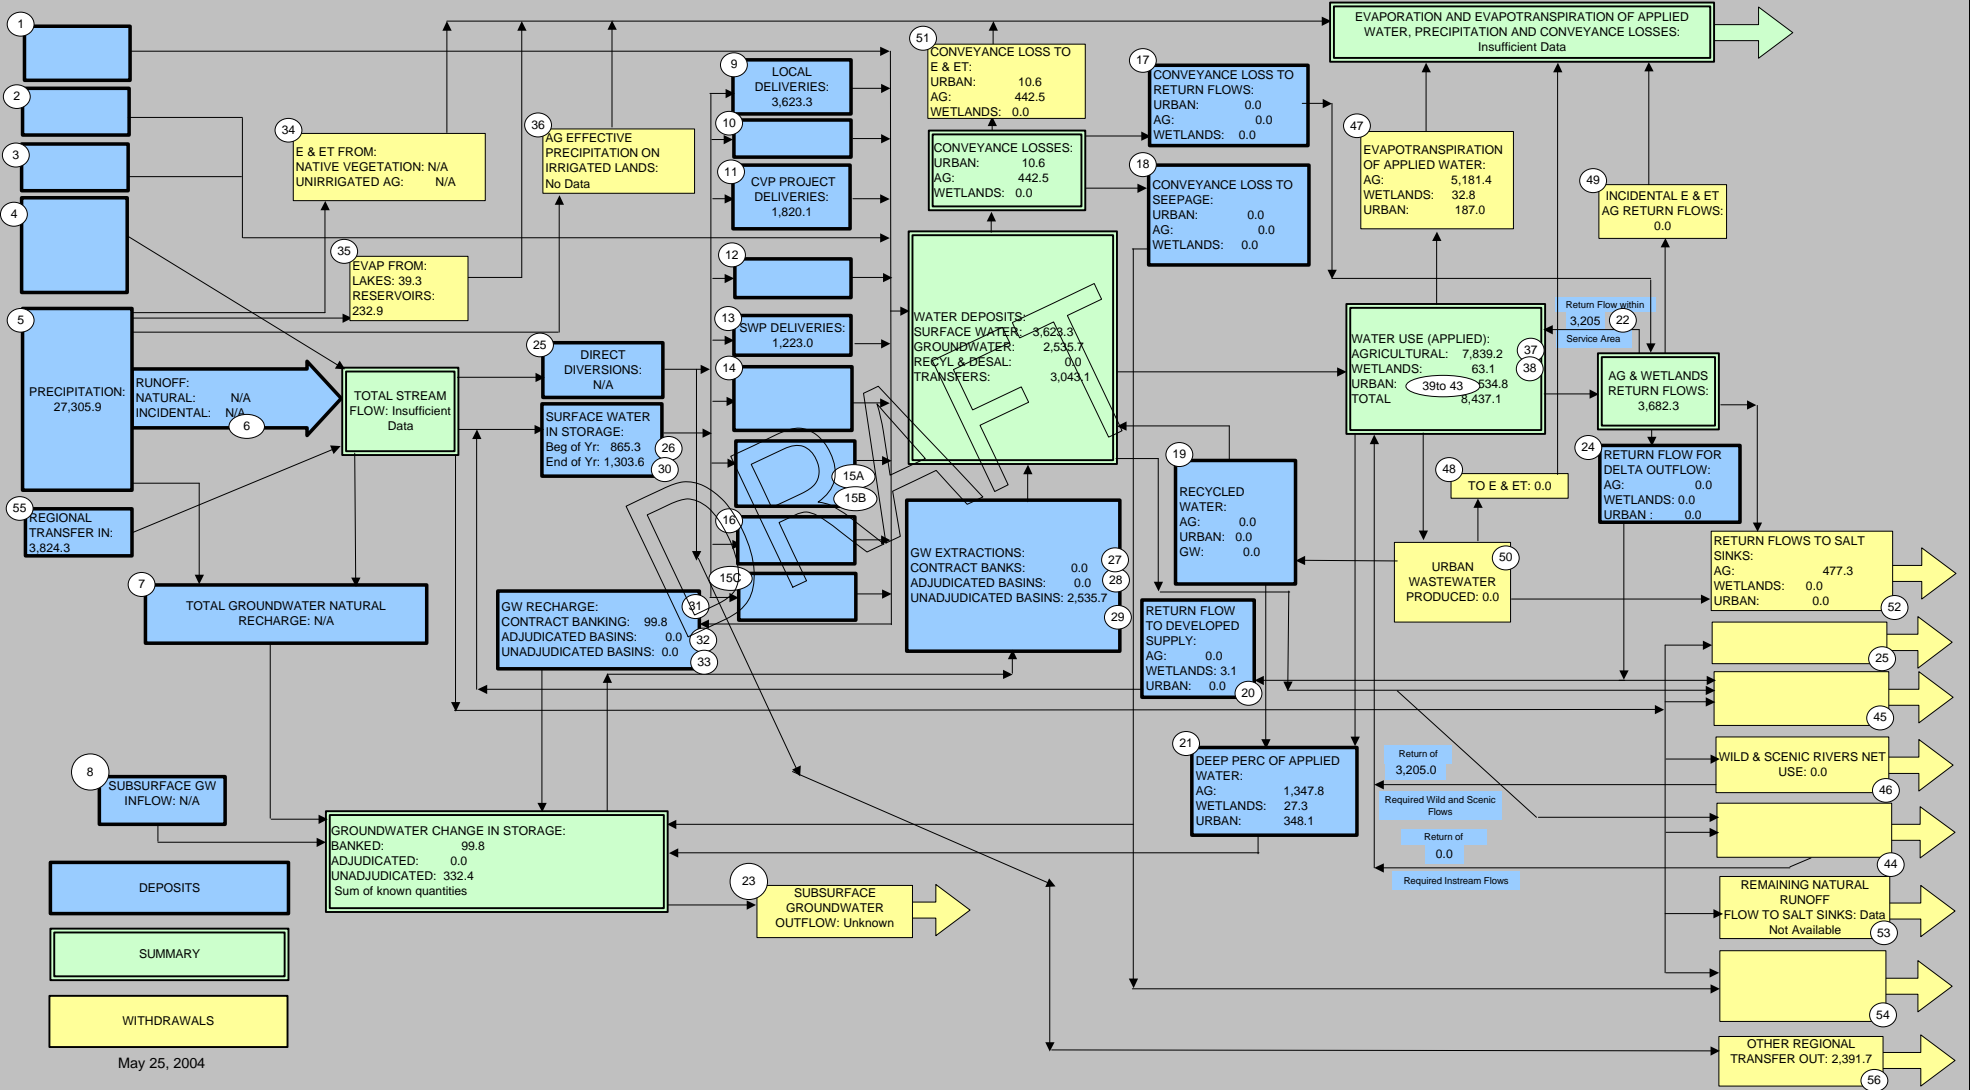 1
2
3
4
5
PRECIPITATION:
27,305.9
RUNOFF:
NATURAL: N/A
INCIDENTAL: N/A
6
55
REGIONAL
TRANSFER IN:
3,824.3
7
TOTAL GROUNDWATER NATURAL
RECHARGE: N/A
8
SUBSURFACE GW
INFLOW: N/A
DEPOSITS
SUMMARY
WITHDRAWALS
May 25, 2004
34
E & ET FROM:
NATIVE VEGETATION: N/A
UNIRRIGATED AG: N/A
35
EVAP FROM:
LAKES: 39.3
RESERVOIRS:
232.9
36
AG EFFECTIVE
PRECIPITATION ON
IRRIGATED LANDS:
No Data
TOTAL STREAM
FLOW: Insufficient
Data
25
DIRECT
DIVERSIONS:
N/A
SURFACE WATER
IN STORAGE:
Beg of Yr: 865.3
End of Yr: 1,303.6
26
30
GW RECHARGE:
CONTRACT BANKING: 99.8
ADJUDICATED BASINS: 0.0
UNADJUDICATED BASINS: 0.0
31
32
33
GROUNDWATER CHANGE IN STORAGE:
BANKED: 99.8
ADJUDICATED: 0.0
UNADJUDICATED: 332.4
Sum of known quantities
23
SUBSURFACE
GROUNDWATER
OUTFLOW: Unknown
9
LOCAL
DELIVERIES:
3,623.3
10
11
CVP PROJECT
DELIVERIES:
1,820.1
12
13
SWP DELIVERIES:
1,223.0
14
15A
15B
16
15C
DRAFT
51
CONVEYANCE LOSS TO
E & ET:
URBAN: 10.6
AG: 442.5
WETLANDS: 0.0
CONVEYANCE LOSSES:
URBAN: 10.6
AG: 442.5
WETLANDS: 0.0
WATER DEPOSITS:
SURFACE WATER: 3,623.3
GROUNDWATER: 2,535.7
RECYL & DESAL: 0.0
TRANSFERS: 3,043.1
GW EXTRACTIONS:
CONTRACT BANKS: 0.0
ADJUDICATED BASINS: 0.0
UNADJUDICATED BASINS: 2,535.7
27
28
29
17
CONVEYANCE LOSS TO
RETURN FLOWS:
URBAN: 0.0
AG: 0.0
WETLANDS: 0.0
18
CONVEYANCE LOSS TO
SEEPAGE:
URBAN: 0.0
AG: 0.0
WETLANDS: 0.0
19
RECYCLED
WATER:
AG: 0.0
URBAN: 0.0
GW: 0.0
RETURN FLOW
TO DEVELOPED
SUPPLY:
AG: 0.0
WETLANDS: 3.1
URBAN: 0.0
20
21
DEEP PERC OF APPLIED
WATER:
AG: 1,347.8
WETLANDS: 27.3
URBAN: 348.1
EVAPORATION AND EVAPOTRANSPIRATION OF APPLIED
WATER, PRECIPITATION AND CONVEYANCE LOSSES:
Insufficient Data
47
EVAPOTRANSPIRATION
OF APPLIED WATER:
AG: 5,181.4
WETLANDS: 32.8
URBAN: 187.0
49
INCIDENTAL E & ET
AG RETURN FLOWS:
0.0
WATER USE (APPLIED):
AGRICULTURAL: 7,839.2
WETLANDS: 63.1
URBAN: 534.8
TOTAL 8,437.1
37
38
39to 43
Return Flow within
3,205
22
Service Area
AG & WETLANDS
RETURN FLOWS:
3,682.3
24
RETURN FLOW FOR
DELTA OUTFLOW:
AG: 0.0
WETLANDS: 0.0
URBAN : 0.0
48
TO E & ET: 0.0
50
URBAN
WASTEWATER
PRODUCED: 0.0
RETURN FLOWS TO SALT
SINKS:
AG: 477.3
WETLANDS: 0.0
URBAN: 0.0
52
25
45
WILD & SCENIC RIVERS NET
USE: 0.0
46
Return of
3,205.0
Required Wild and Scenic
Flows
Return of
0.0
Required Instream Flows
44
REMAINING NATURAL
RUNOFF
FLOW TO SALT SINKS: Data
Not Available
53
54
OTHER REGIONAL
TRANSFER OUT: 2,391.7
56